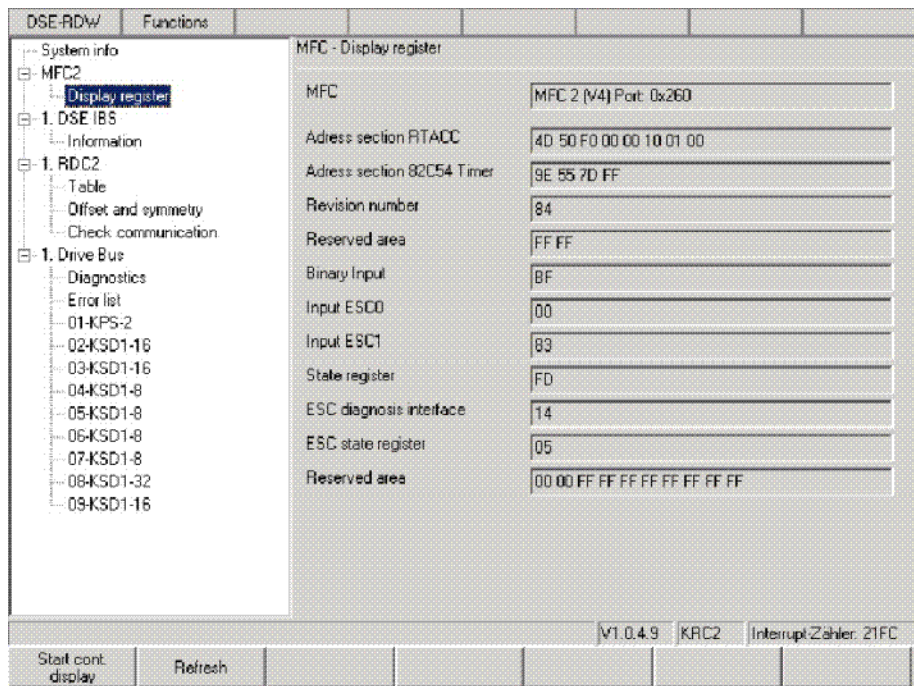 DSE-RDW Functions
System info
MFC2
Display register
1. DSE IBS
Information
1. RDC2
Table
Offset and symmetry
Check communication
1. Drive Bus
Diagnostics
Error list
01-KPS-2
02-KSD1-16
03-KSD1-16
04-KSD1-8
05-KSD1-8
06-KSD1-8
07-KSD1-8
08-KSD1-32
09-KSD1-16
MFC - Display register
MFC MFC 2 (V4) Port: 0x260
Adress section RTACC 4D 50 F0 00 00 10 01 00
Adress section 82C54 Timer 9E 55 7D FF
Revision number 84
Reserved area FF FF
Binary Input BF
Input ESC0 00
Input ESC1 83
State register FD
ESC diagnosis interface 14
ESC state register 05
Reserved area 00 00 FF FF FF FF FF FF FF FF
V1.0.4.9 KRC2 Interrupt-Zähler: 21FC
Start cont. display Refresh